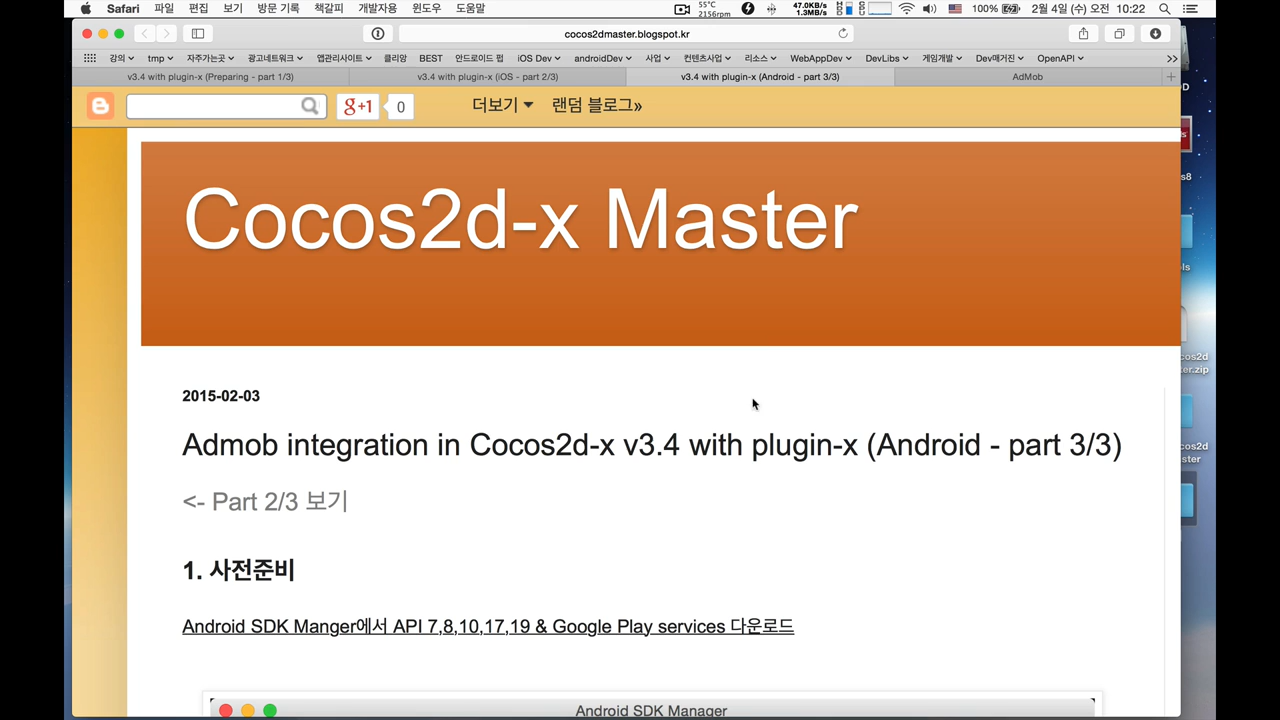 Safari 파일 편집 보기 방문 기록 책갈피 개발자용 윈도우 도움말 55°C 2156rpm 47.0KB/s 1.3MB/s 100% 2월 4일 (수) 오전 10:22
cocos2dmaster.blogspot.kr
강의 tmp 자주가는곳 광고네트워크 앱관리사이트 클리앙 BEST 안드로이드 펍 iOS Dev androidDev 사업 컨텐츠사업 리소스 WebAppDev DevLibs 게임개발 Dev매거진 OpenAPI
v3.4 with plugin-x (Preparing - part 1/3) v3.4 with plugin-x (iOS - part 2/3) v3.4 with plugin-x (Android - part 3/3) AdMob
g+1 0 더보기 랜덤 블로그»
Cocos2d-x Master
2015-02-03
Admob integration in Cocos2d-x v3.4 with plugin-x (Android - part 3/3)
<- Part 2/3 보기
1. 사전준비
Android SDK Manger에서 API 7,8,10,17,19 & Google Play services 다운로드
Android SDK Manager